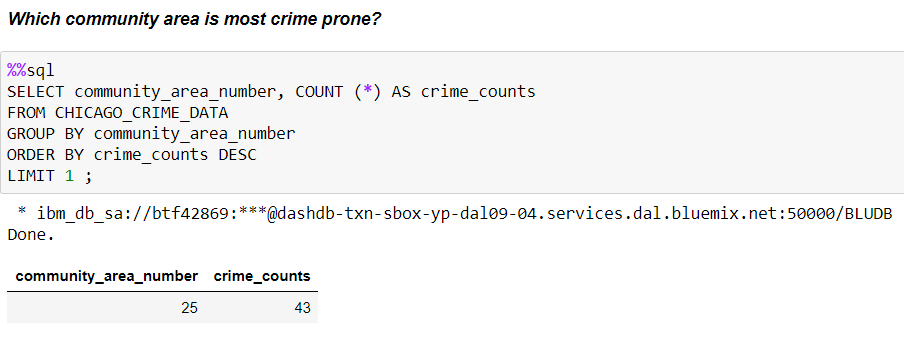 Which community area is most crime prone?
%%sql
SELECT community_area_number, COUNT (*) AS crime_counts
FROM CHICAGO_CRIME_DATA
GROUP BY community_area_number
ORDER BY crime_counts DESC
LIMIT 1 ;
* ibm_db_sa://btf42869:***@dashdb-txn-sbox-yp-dal09-04.services.dal.bluemix.net:50000/BLUDB
Done.
community_area_number crime_counts
25 43